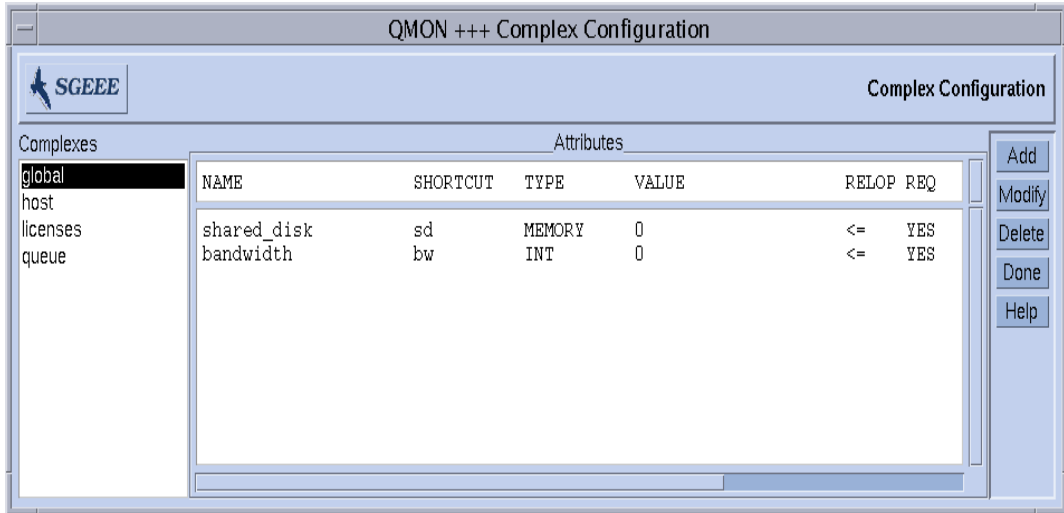 QMON +++ Complex Configuration
SGEEE
Complex Configuration
Complexes
global
host
licenses
queue
Attributes
NAME SHORTCUT TYPE VALUE RELOP REQ
shared_disk sd MEMORY 0 <= YES
bandwidth bw INT 0 <= YES
Add
Modify
Delete
Done
Help